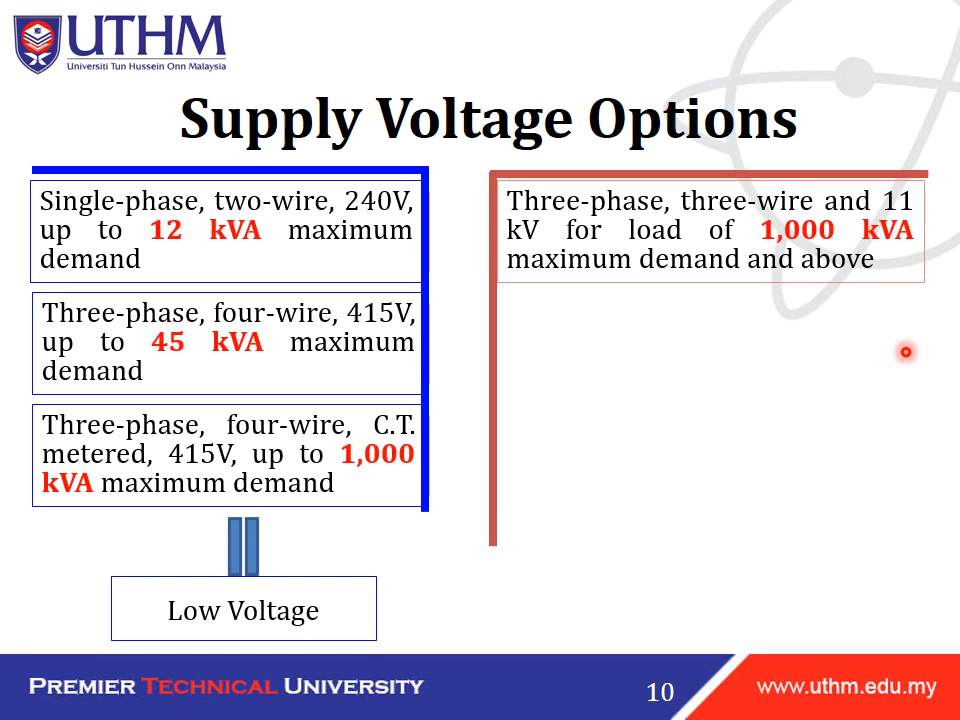 UTHM
Universiti Tun Hussein Onn Malaysia
Supply Voltage Options
Single-phase, two-wire, 240V,
up to 12 kVA maximum
demand
Three-phase, four-wire, 415V,
up to 45 kVA maximum
demand
Three-phase, four-wire, C.T.
metered, 415V, up to 1,000
kVA maximum demand
Low Voltage
Three-phase, three-wire and 11
kV for load of 1,000 kVA
maximum demand and above
PREMIER TECHNICAL UNIVERSITY
10
www.uthm.edu.my